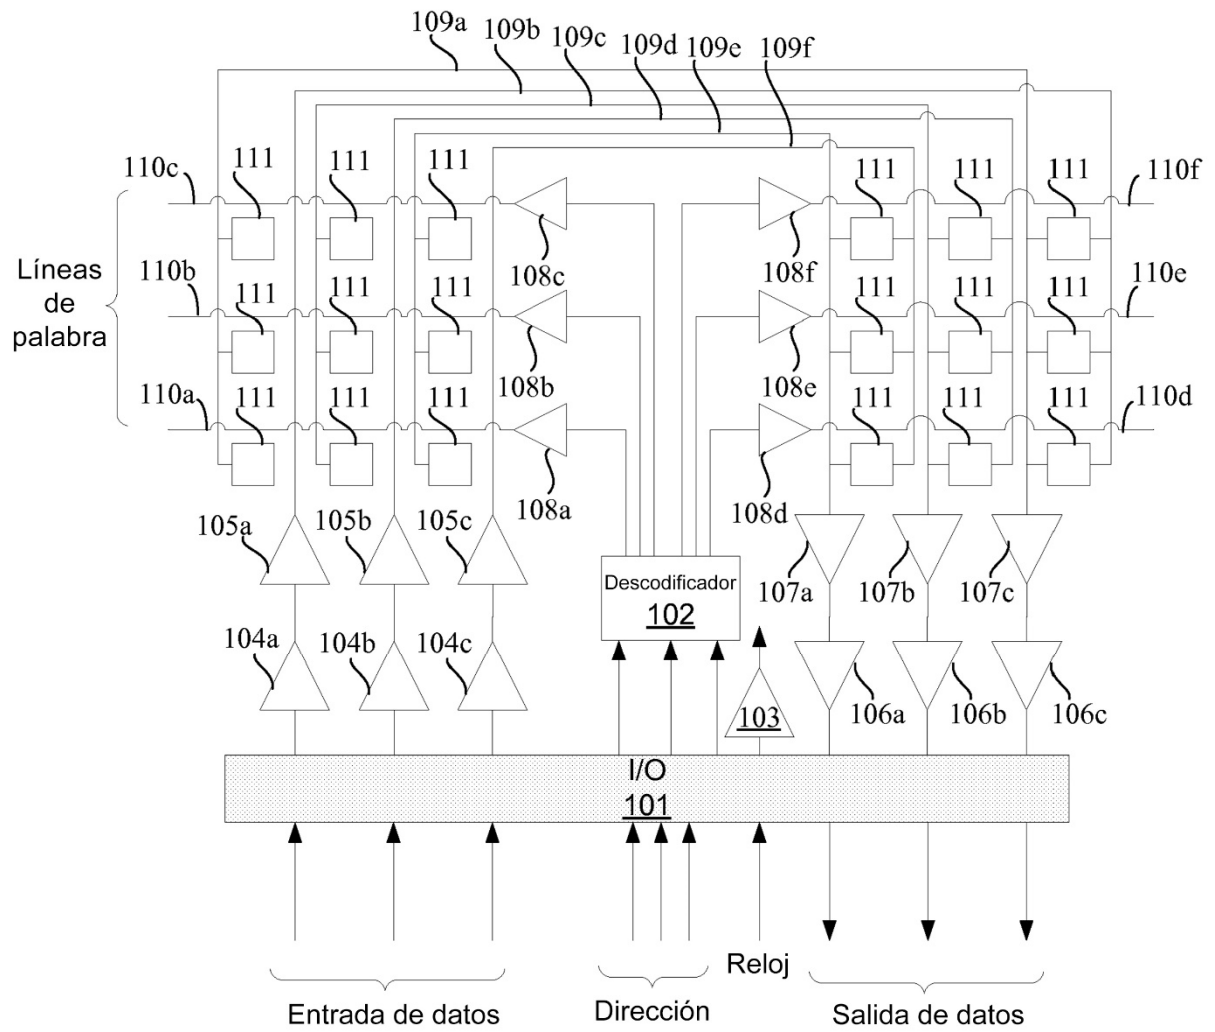 109a
109b
109c
109d
109e
109f
110c
111
111
111
111
111
111
110f
108c
108f
Líneas
de
palabra
110b
111
111
111
111
111
111
110e
108b
108e
110a
111
111
111
111
111
111
110d
108a
108d
105a
105b
105c
107a
107b
107c
Descodificador
102
104a
104b
104c
103
106a
106b
106c
I/O
101
Entrada de datos
Dirección
Reloj
Salida de datos